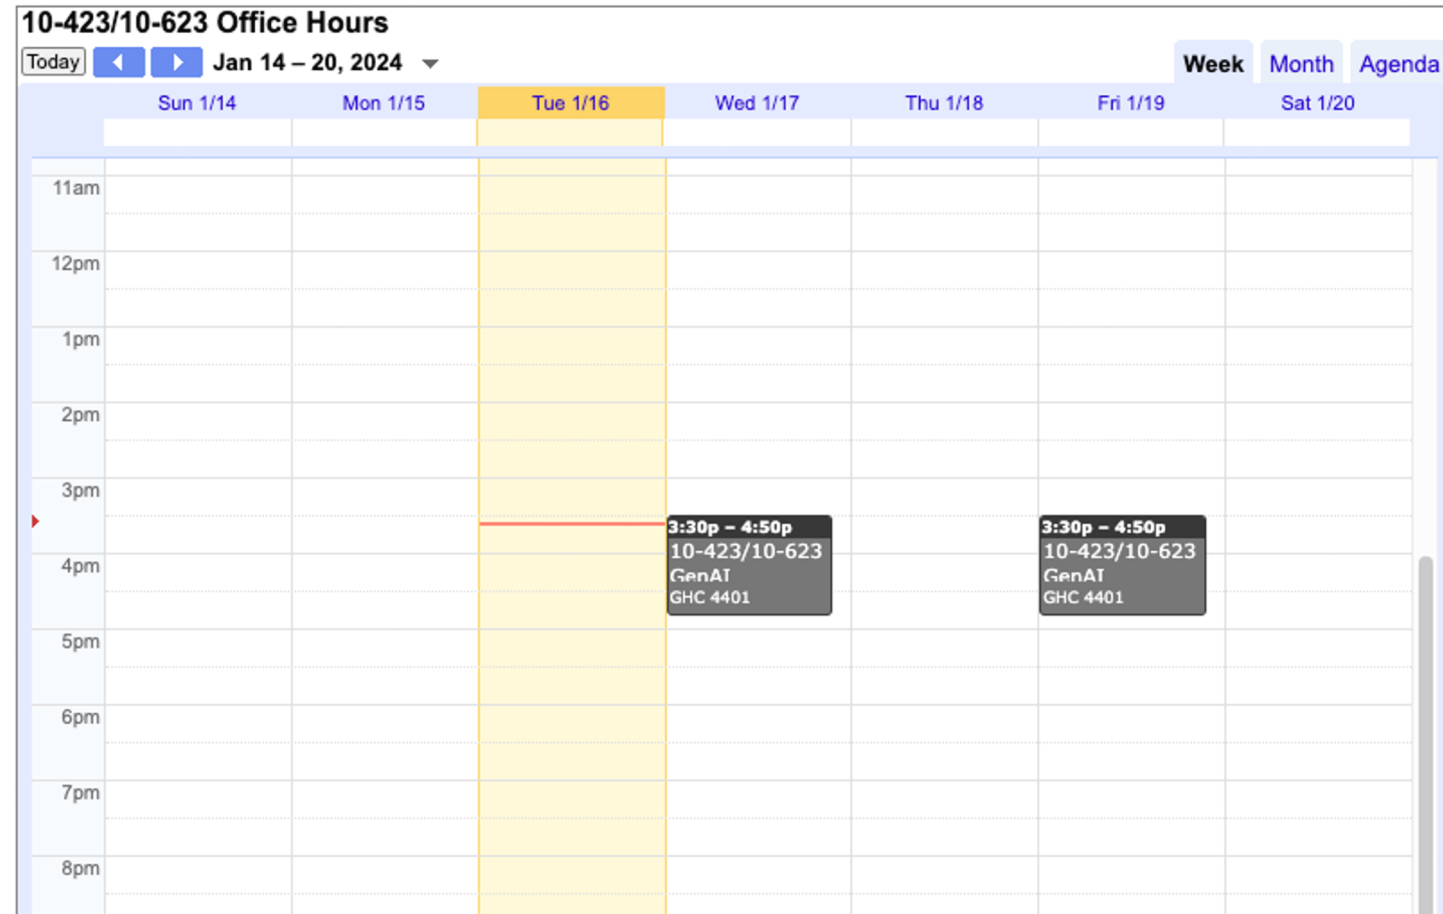 10-423/10-623 Office Hours
Today Jan 14 – 20, 2024 Week Month Agenda
Sun 1/14 Mon 1/15 Tue 1/16 Wed 1/17 Thu 1/18 Fri 1/19 Sat 1/20
11am
12pm
1pm
2pm
3pm
3:30p – 4:50p
10-423/10-623
GenAI
GHC 4401
3:30p – 4:50p
10-423/10-623
GenAI
GHC 4401
4pm
5pm
6pm
7pm
8pm